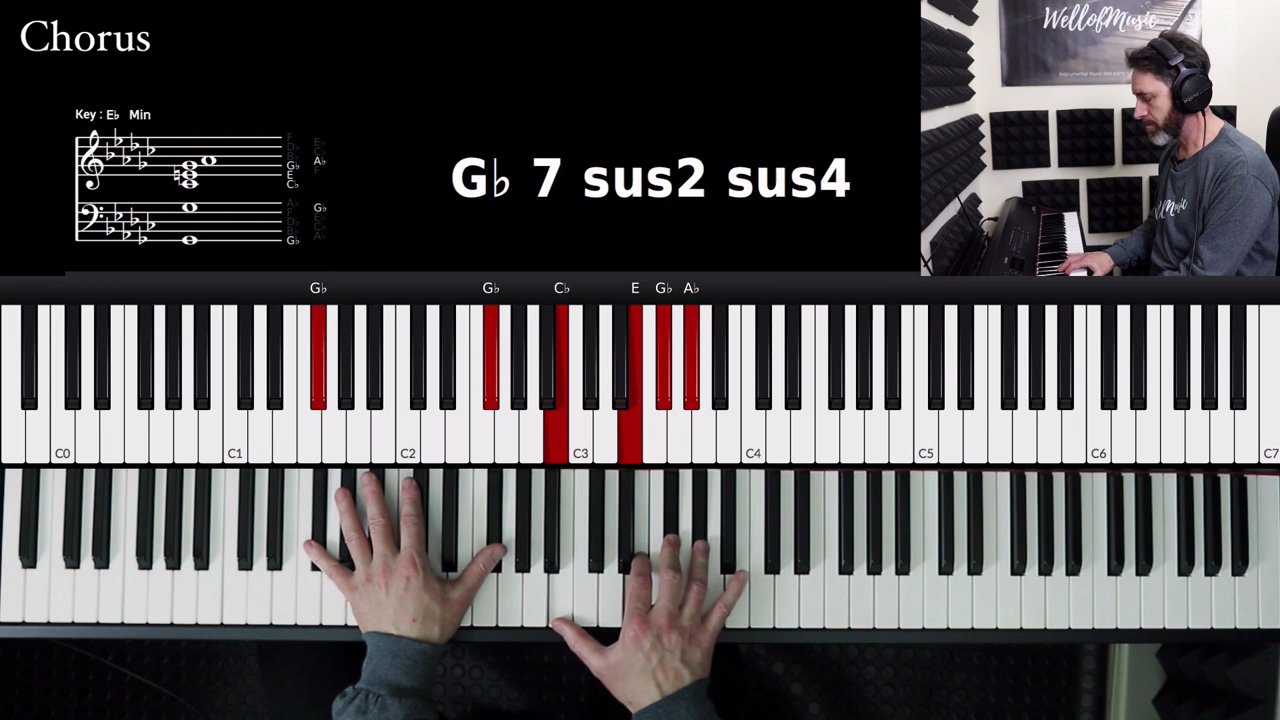 Chorus
WellofMusic
Key : E♭ Min
G♭ A♭
E
C♭
G♭
G♭
G♭ 7 sus2 sus4
G♭ G♭ C♭ E G♭ A♭
C0 C1 C2 C3 C4 C5 C6 C7